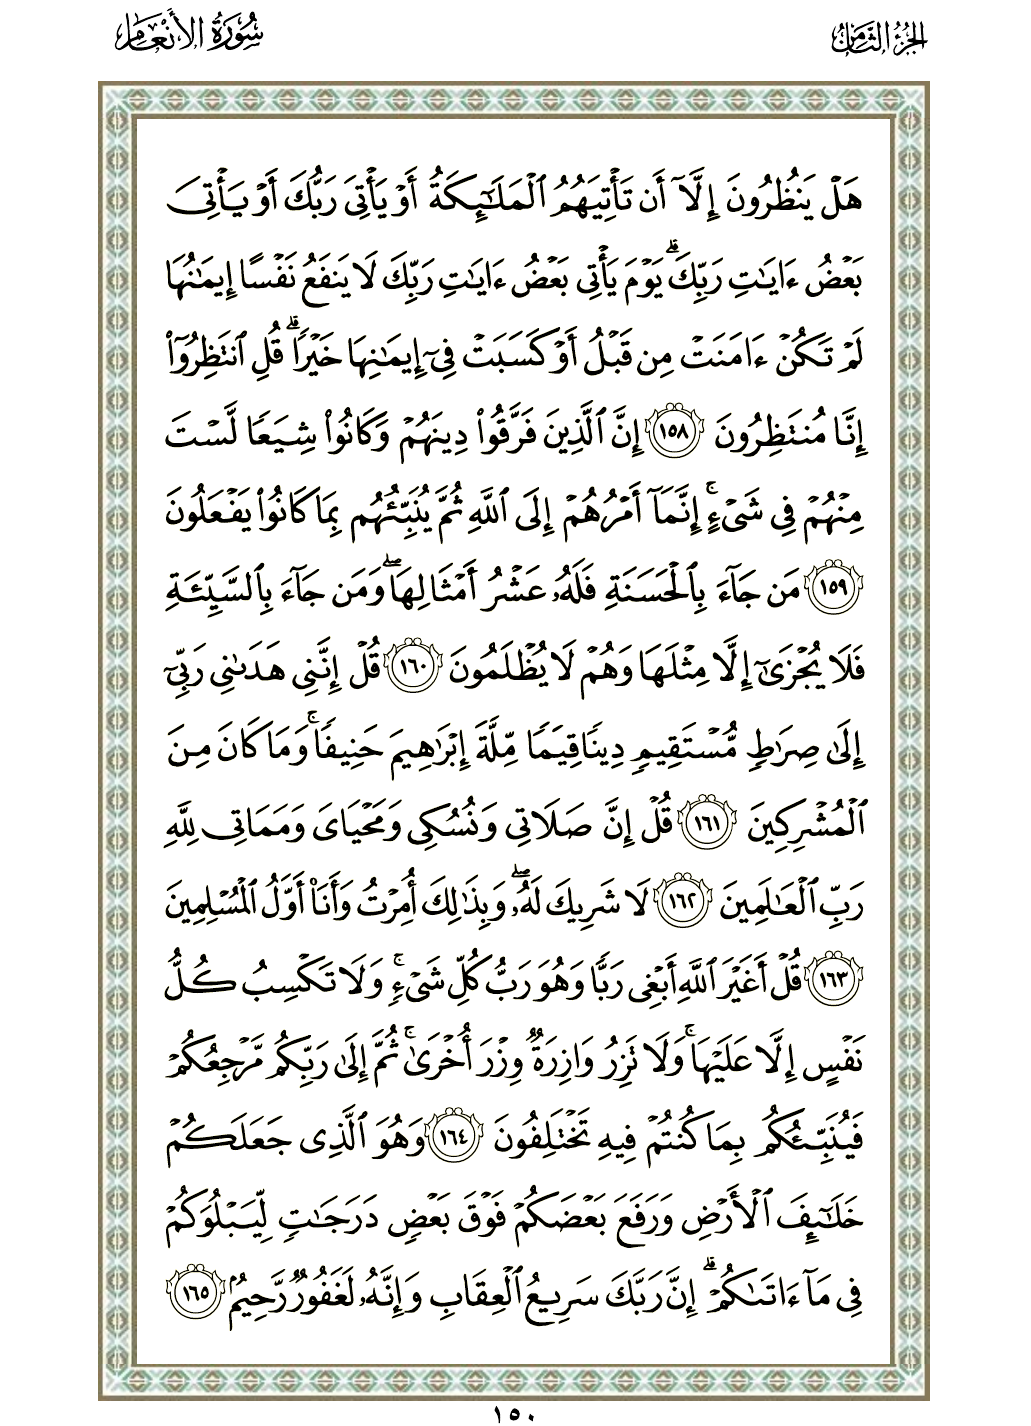 الجزء الثامن
سورة الأنعام
هَلْ يَنظُرُونَ إِلَّآ أَن تَأْتِيَهُمُ ٱلْمَلَـٰٓئِكَةُ أَوْ يَأْتِىَ رَبُّكَ أَوْ يَأْتِىَ
بَعْضُ ءَايَـٰتِ رَبِّكَ ۗ يَوْمَ يَأْتِى بَعْضُ ءَايَـٰتِ رَبِّكَ لَا يَنفَعُ نَفْسًا إِيمَـٰنُهَا
لَمْ تَكُنْ ءَامَنَتْ مِن قَبْلُ أَوْ كَسَبَتْ فِىٓ إِيمَـٰنِهَا خَيْرًا ۗ قُلِ ٱنتَظِرُوٓا۟
إِنَّا مُنتَظِرُونَ ١٥٨ إِنَّ ٱلَّذِينَ فَرَّقُوا۟ دِينَهُمْ وَكَانُوا۟ شِيَعًا لَّسْتَ
مِنْهُمْ فِى شَىْءٍ ۚ إِنَّمَآ أَمْرُهُمْ إِلَى ٱللَّهِ ثُمَّ يُنَبِّئُهُم بِمَا كَانُوا۟ يَفْعَلُونَ
١٥٩ مَن جَآءَ بِٱلْحَسَنَةِ فَلَهُۥ عَشْرُ أَمْثَالِهَا ۖ وَمَن جَآءَ بِٱلسَّيِّئَةِ
فَلَا يُجْزَىٰٓ إِلَّا مِثْلَهَا وَهُمْ لَا يُظْلَمُونَ ١٦٠ قُلْ إِنَّنِى هَدَىٰنِى رَبِّىٓ
إِلَىٰ صِرَٰطٍ مُّسْتَقِيمٍ دِينًا قِيَمًا مِّلَّةَ إِبْرَٰهِيمَ حَنِيفًا ۚ وَمَا كَانَ مِنَ
ٱلْمُشْرِكِينَ ١٦١ قُلْ إِنَّ صَلَاتِى وَنُسُكِى وَمَحْيَاىَ وَمَمَاتِى لِلَّهِ
رَبِّ ٱلْعَـٰلَمِينَ ١٦٢ لَا شَرِيكَ لَهُۥ ۖ وَبِذَٰلِكَ أُمِرْتُ وَأَنَا۠ أَوَّلُ ٱلْمُسْلِمِينَ
١٦٣ قُلْ أَغَيْرَ ٱللَّهِ أَبْغِى رَبًّا وَهُوَ رَبُّ كُلِّ شَىْءٍ ۚ وَلَا تَكْسِبُ كُلُّ
نَفْسٍ إِلَّا عَلَيْهَا ۚ وَلَا تَزِرُ وَازِرَةٌ وِزْرَ أُخْرَىٰ ۚ ثُمَّ إِلَىٰ رَبِّكُم مَّرْجِعُكُمْ
فَيُنَبِّئُكُم بِمَا كُنتُمْ فِيهِ تَخْتَلِفُونَ ١٦٤ وَهُوَ ٱلَّذِى جَعَلَكُمْ
خَلَـٰٓئِفَ ٱلْأَرْضِ وَرَفَعَ بَعْضَكُمْ فَوْقَ بَعْضٍ دَرَجَـٰتٍ لِّيَبْلُوَكُمْ
فِى مَآ ءَاتَىٰكُمْ ۗ إِنَّ رَبَّكَ سَرِيعُ ٱلْعِقَابِ وَإِنَّهُۥ لَغَفُورٌ رَّحِيمٌۢ ١٦٥
١٥٠